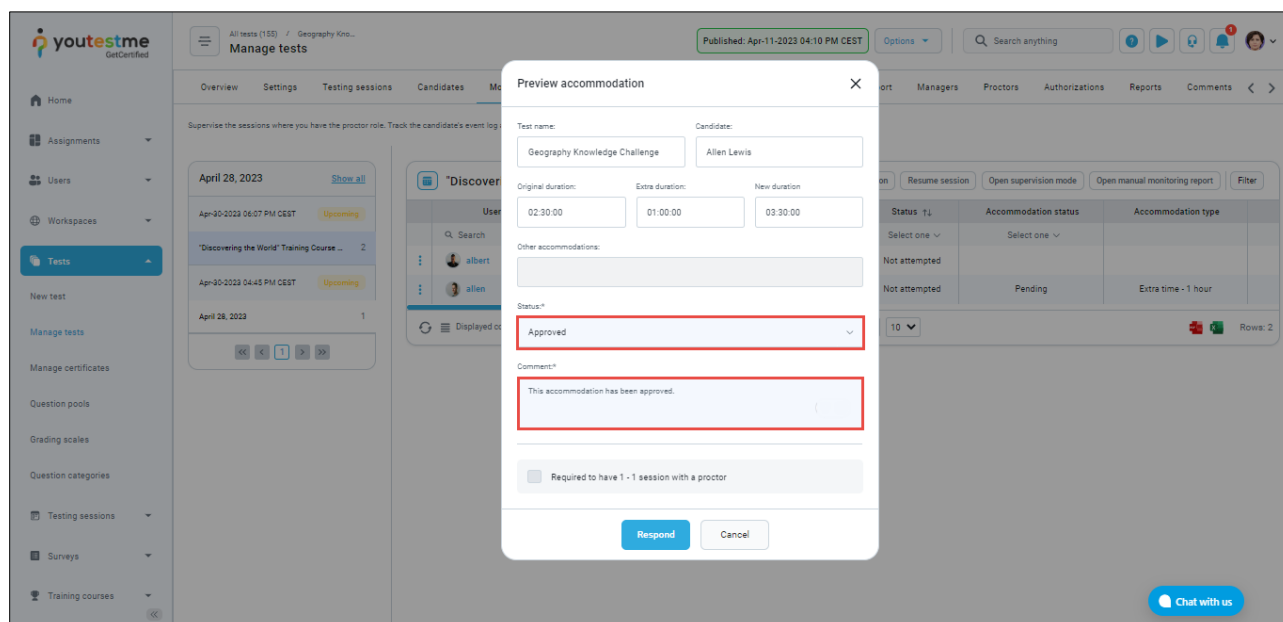 youtestme
GetCertified
All tests (155) / Geography Kno...
Manage tests
Published: Apr-11-2023 04:10 PM CEST
Options
Search anything
1
Home
Assignments
Users
Workspaces
Tests
New test
Manage tests
Manage certificates
Question pools
Grading scales
Question categories
Testing sessions
Surveys
Training courses
Overview Settings Testing sessions Candidates Mo
ort Managers Proctors Authorizations Reports Comments
Supervise the sessions where you have the proctor role. Track the candidate's event log
April 28, 2023 Show all
Apr-30-2023 06:07 PM CEST Upcoming
"Discovering the World" Training Course ... 2
Apr-30-2023 04:45 PM CEST Upcoming
April 28, 2023 1
1
"Discoveri
on Resume session Open supervision mode Open manual monitoring report Filter
User Status Accommodation status Accommodation type
Search Select one Select one
albert Not attempted
allen Not attempted Pending Extra time - 1 hour
Displayed co 10 Rows: 2
Preview accommodation
Test name: Candidate:
Geography Knowledge Challenge Allen Lewis
Original duration: Extra duration: New duration
02:30:00 01:00:00 03:30:00
Other accommodations:
Status:*
Approved
Comment:*
This accommodation has been approved.
Required to have 1 - 1 session with a proctor
Respond Cancel
Chat with us